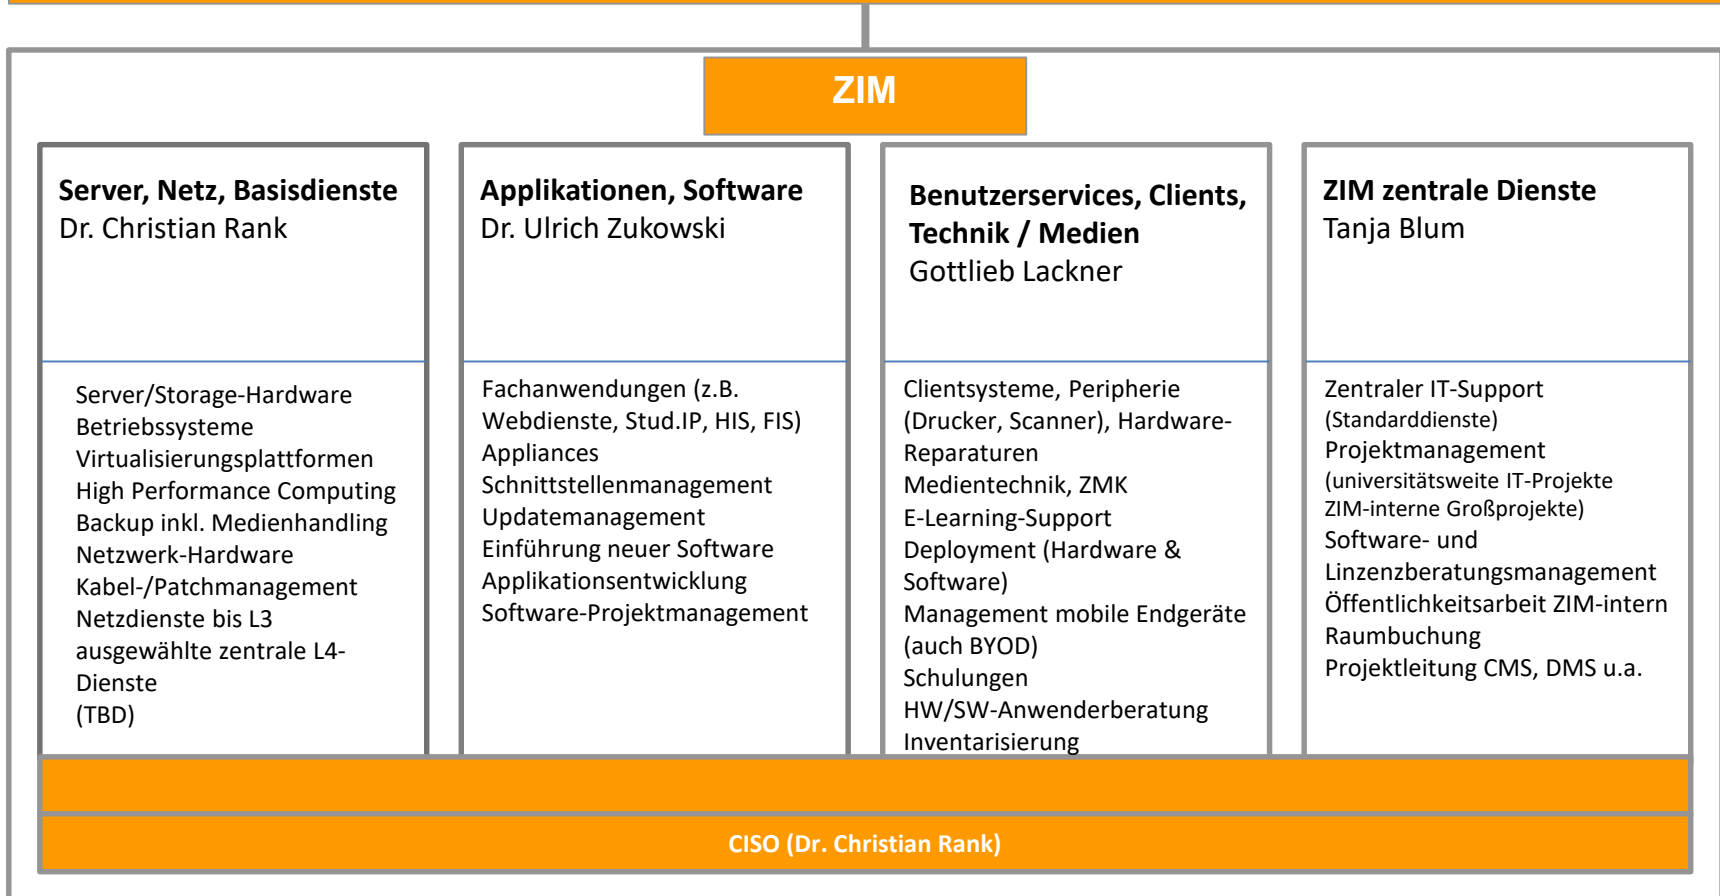 ZIM
Server, Netz, Basisdienste
Dr. Christian Rank
Server/Storage-Hardware
Betriebssysteme
Virtualisierungsplattformen
High Performance Computing
Backup inkl. Medienhandling
Netzwerk-Hardware
Kabel-/Patchmanagement
Netzdienste bis L3
ausgewählte zentrale L4-
Dienste
(TBD)
Applikationen, Software
Dr. Ulrich Zukowski
Fachanwendungen (z.B.
Webdienste, Stud.IP, HIS, FIS)
Appliances
Schnittstellenmanagement
Updatemanagement
Einführung neuer Software
Applikationsentwicklung
Software-Projektmanagement
Benutzerservices, Clients,
Technik / Medien
Gottlieb Lackner
Clientsysteme, Peripherie
(Drucker, Scanner), Hardware-
Reparaturen
Medientechnik, ZMK
E-Learning-Support
Deployment (Hardware &
Software)
Management mobile Endgeräte
(auch BYOD)
Schulungen
HW/SW-Anwenderberatung
Inventarisierung
ZIM zentrale Dienste
Tanja Blum
Zentraler IT-Support
(Standarddienste)
Projektmanagement
(universitätsweite IT-Projekte
ZIM-interne Großprojekte)
Software- und
Linzenzberatungsmanagement
Öffentlichkeitsarbeit ZIM-intern
Raumbuchung
Projektleitung CMS, DMS u.a.
CISO (Dr. Christian Rank)